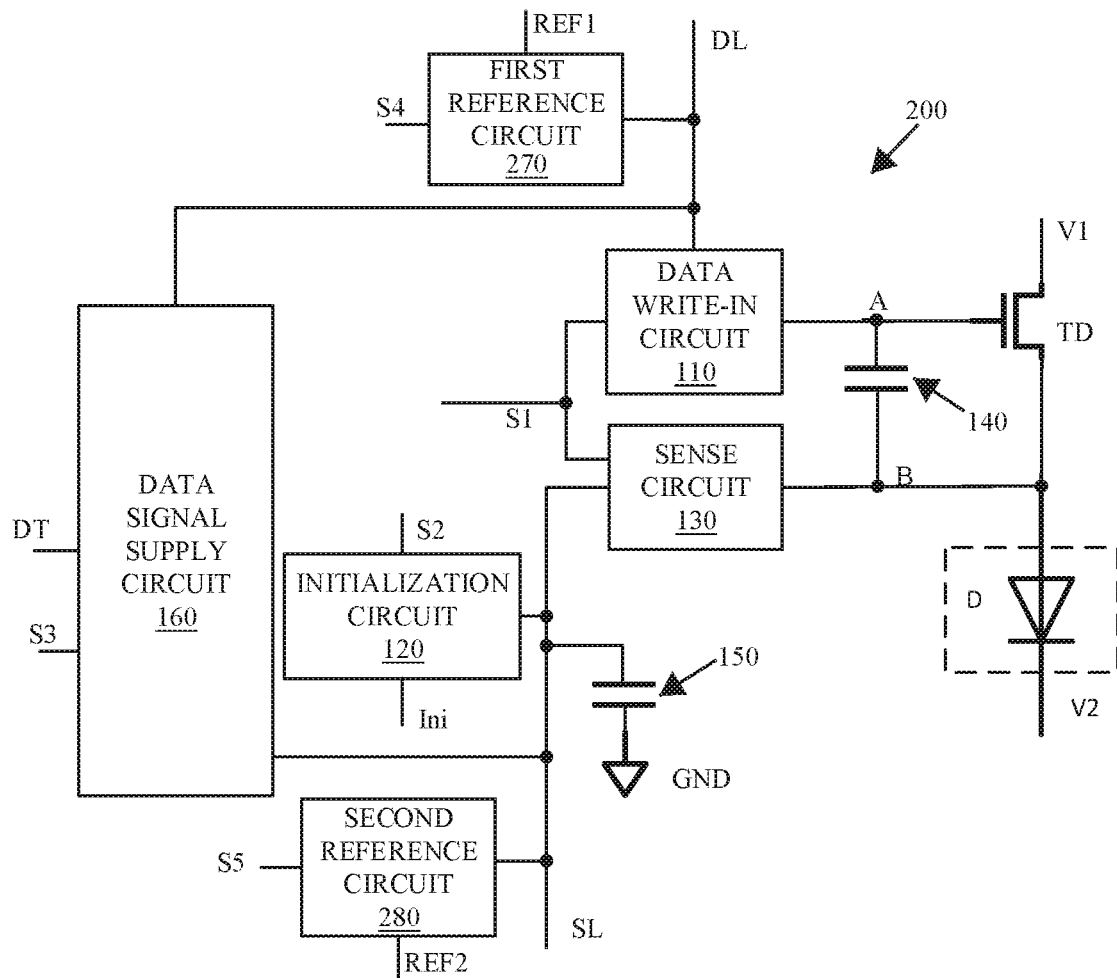 REF1
DL
FIRST
REFERENCE
CIRCUIT
270
S4
200
V1
DATA
WRITE-IN
CIRCUIT
110
A
TD
140
S1
SENSE
CIRCUIT
130
B
DATA
SIGNAL
SUPPLY
CIRCUIT
160
DT
S3
S2
INITIALIZATION
CIRCUIT
120
Ini
150
D
V2
GND
SECOND
REFERENCE
CIRCUIT
280
S5
SL
REF2